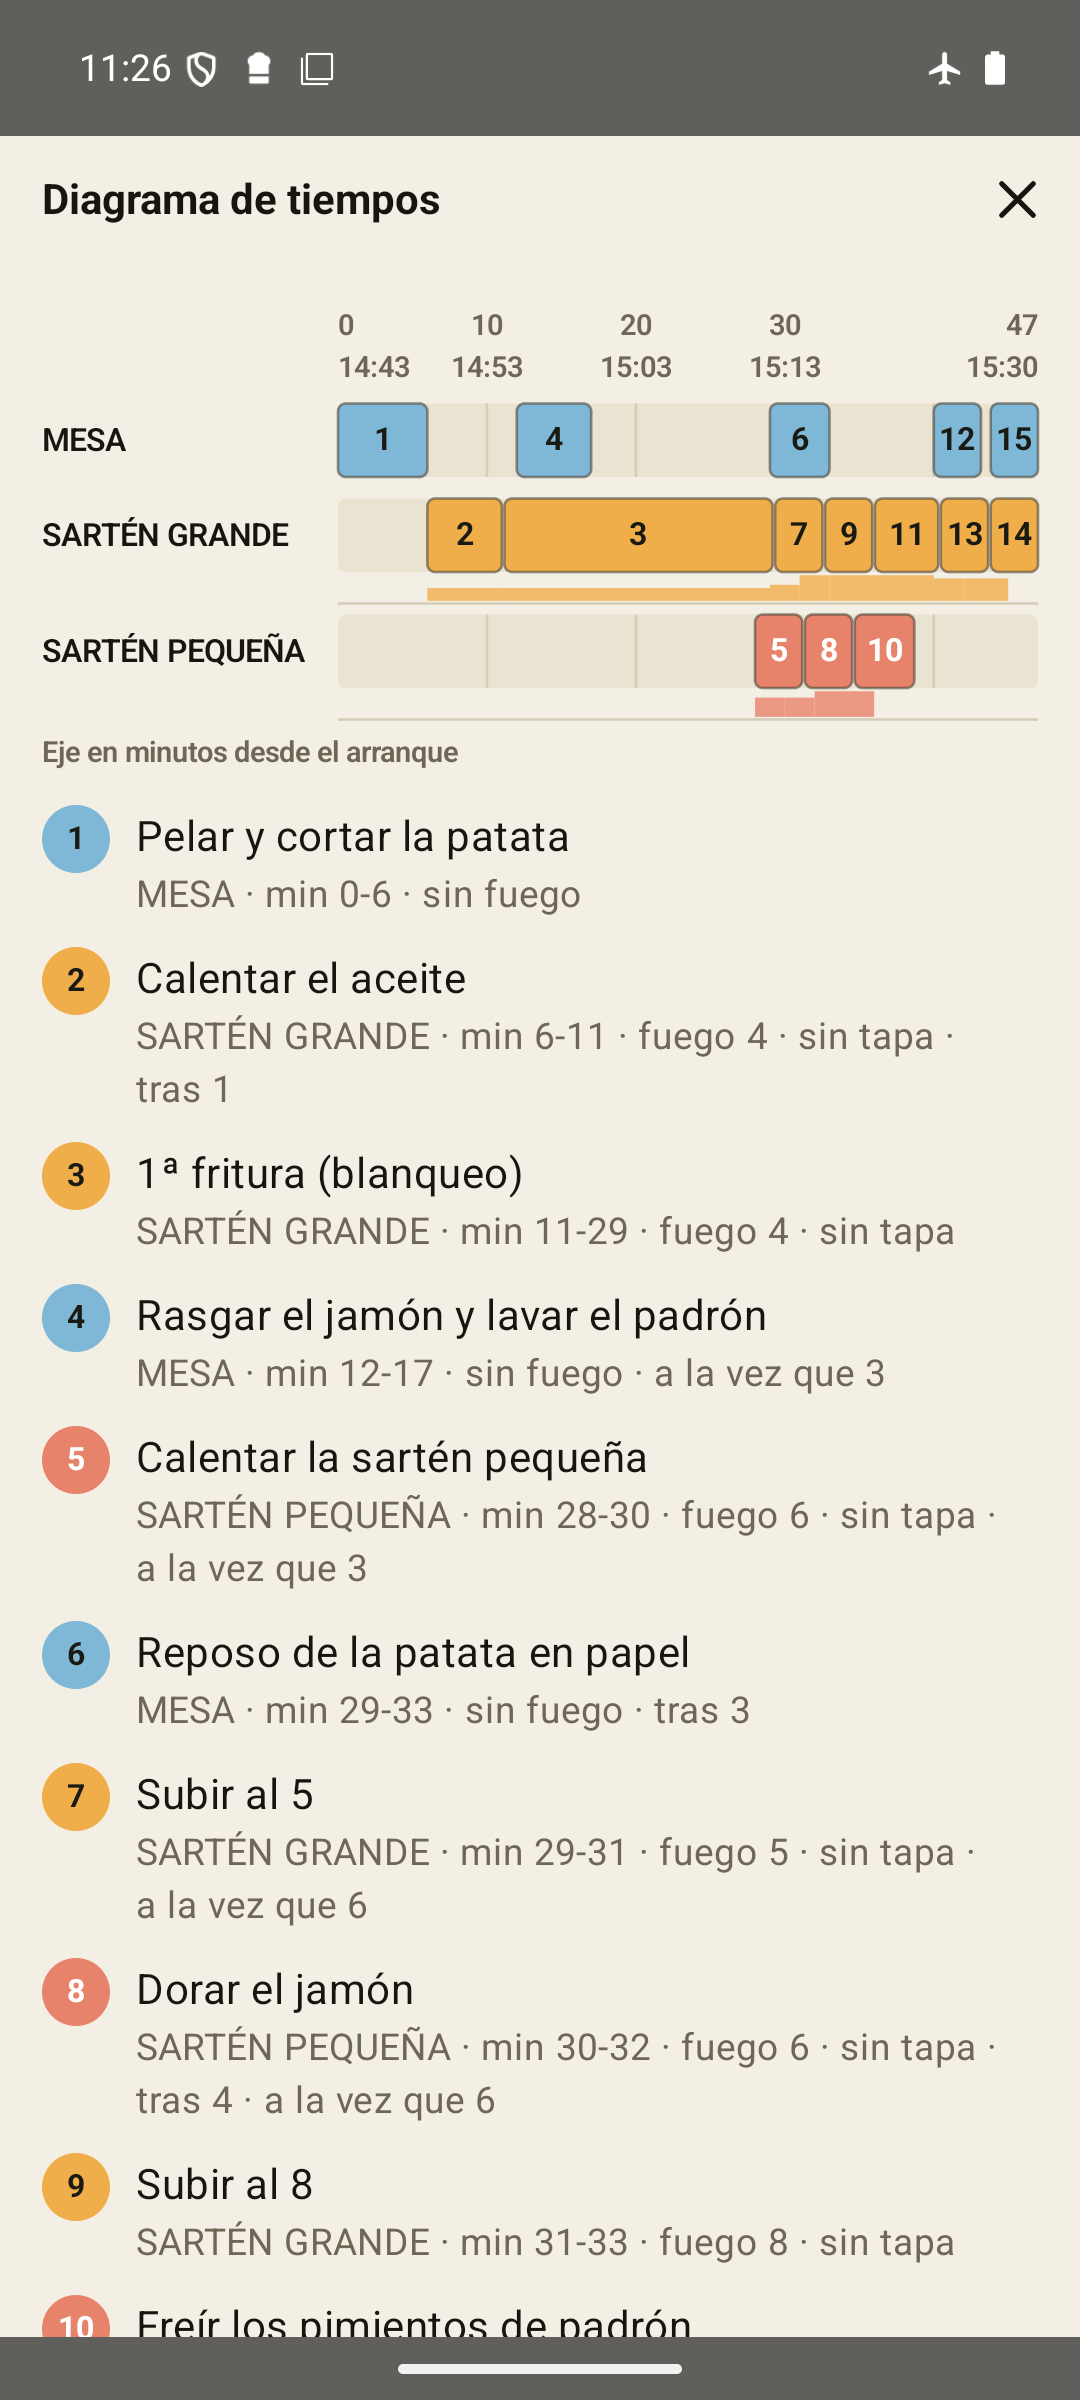 11:26
Diagrama de tiempos
0 10 20 30 47
14:43 14:53 15:03 15:13 15:30
MESA 1 4 6 12 15
SARTÉN GRANDE 2 3 7 9 11 13 14
SARTÉN PEQUEÑA 5 8 10
Eje en minutos desde el arranque
1 Pelar y cortar la patata
MESA · min 0-6 · sin fuego
2 Calentar el aceite
SARTÉN GRANDE · min 6-11 · fuego 4 · sin tapa ·
tras 1
3 1ª fritura (blanqueo)
SARTÉN GRANDE · min 11-29 · fuego 4 · sin tapa
4 Rasgar el jamón y lavar el padrón
MESA · min 12-17 · sin fuego · a la vez que 3
5 Calentar la sartén pequeña
SARTÉN PEQUEÑA · min 28-30 · fuego 6 · sin tapa ·
a la vez que 3
6 Reposo de la patata en papel
MESA · min 29-33 · sin fuego · tras 3
7 Subir al 5
SARTÉN GRANDE · min 29-31 · fuego 5 · sin tapa ·
a la vez que 6
8 Dorar el jamón
SARTÉN PEQUEÑA · min 30-32 · fuego 6 · sin tapa ·
tras 4 · a la vez que 6
9 Subir al 8
SARTÉN GRANDE · min 31-33 · fuego 8 · sin tapa
10 Freír los pimientos de padrón